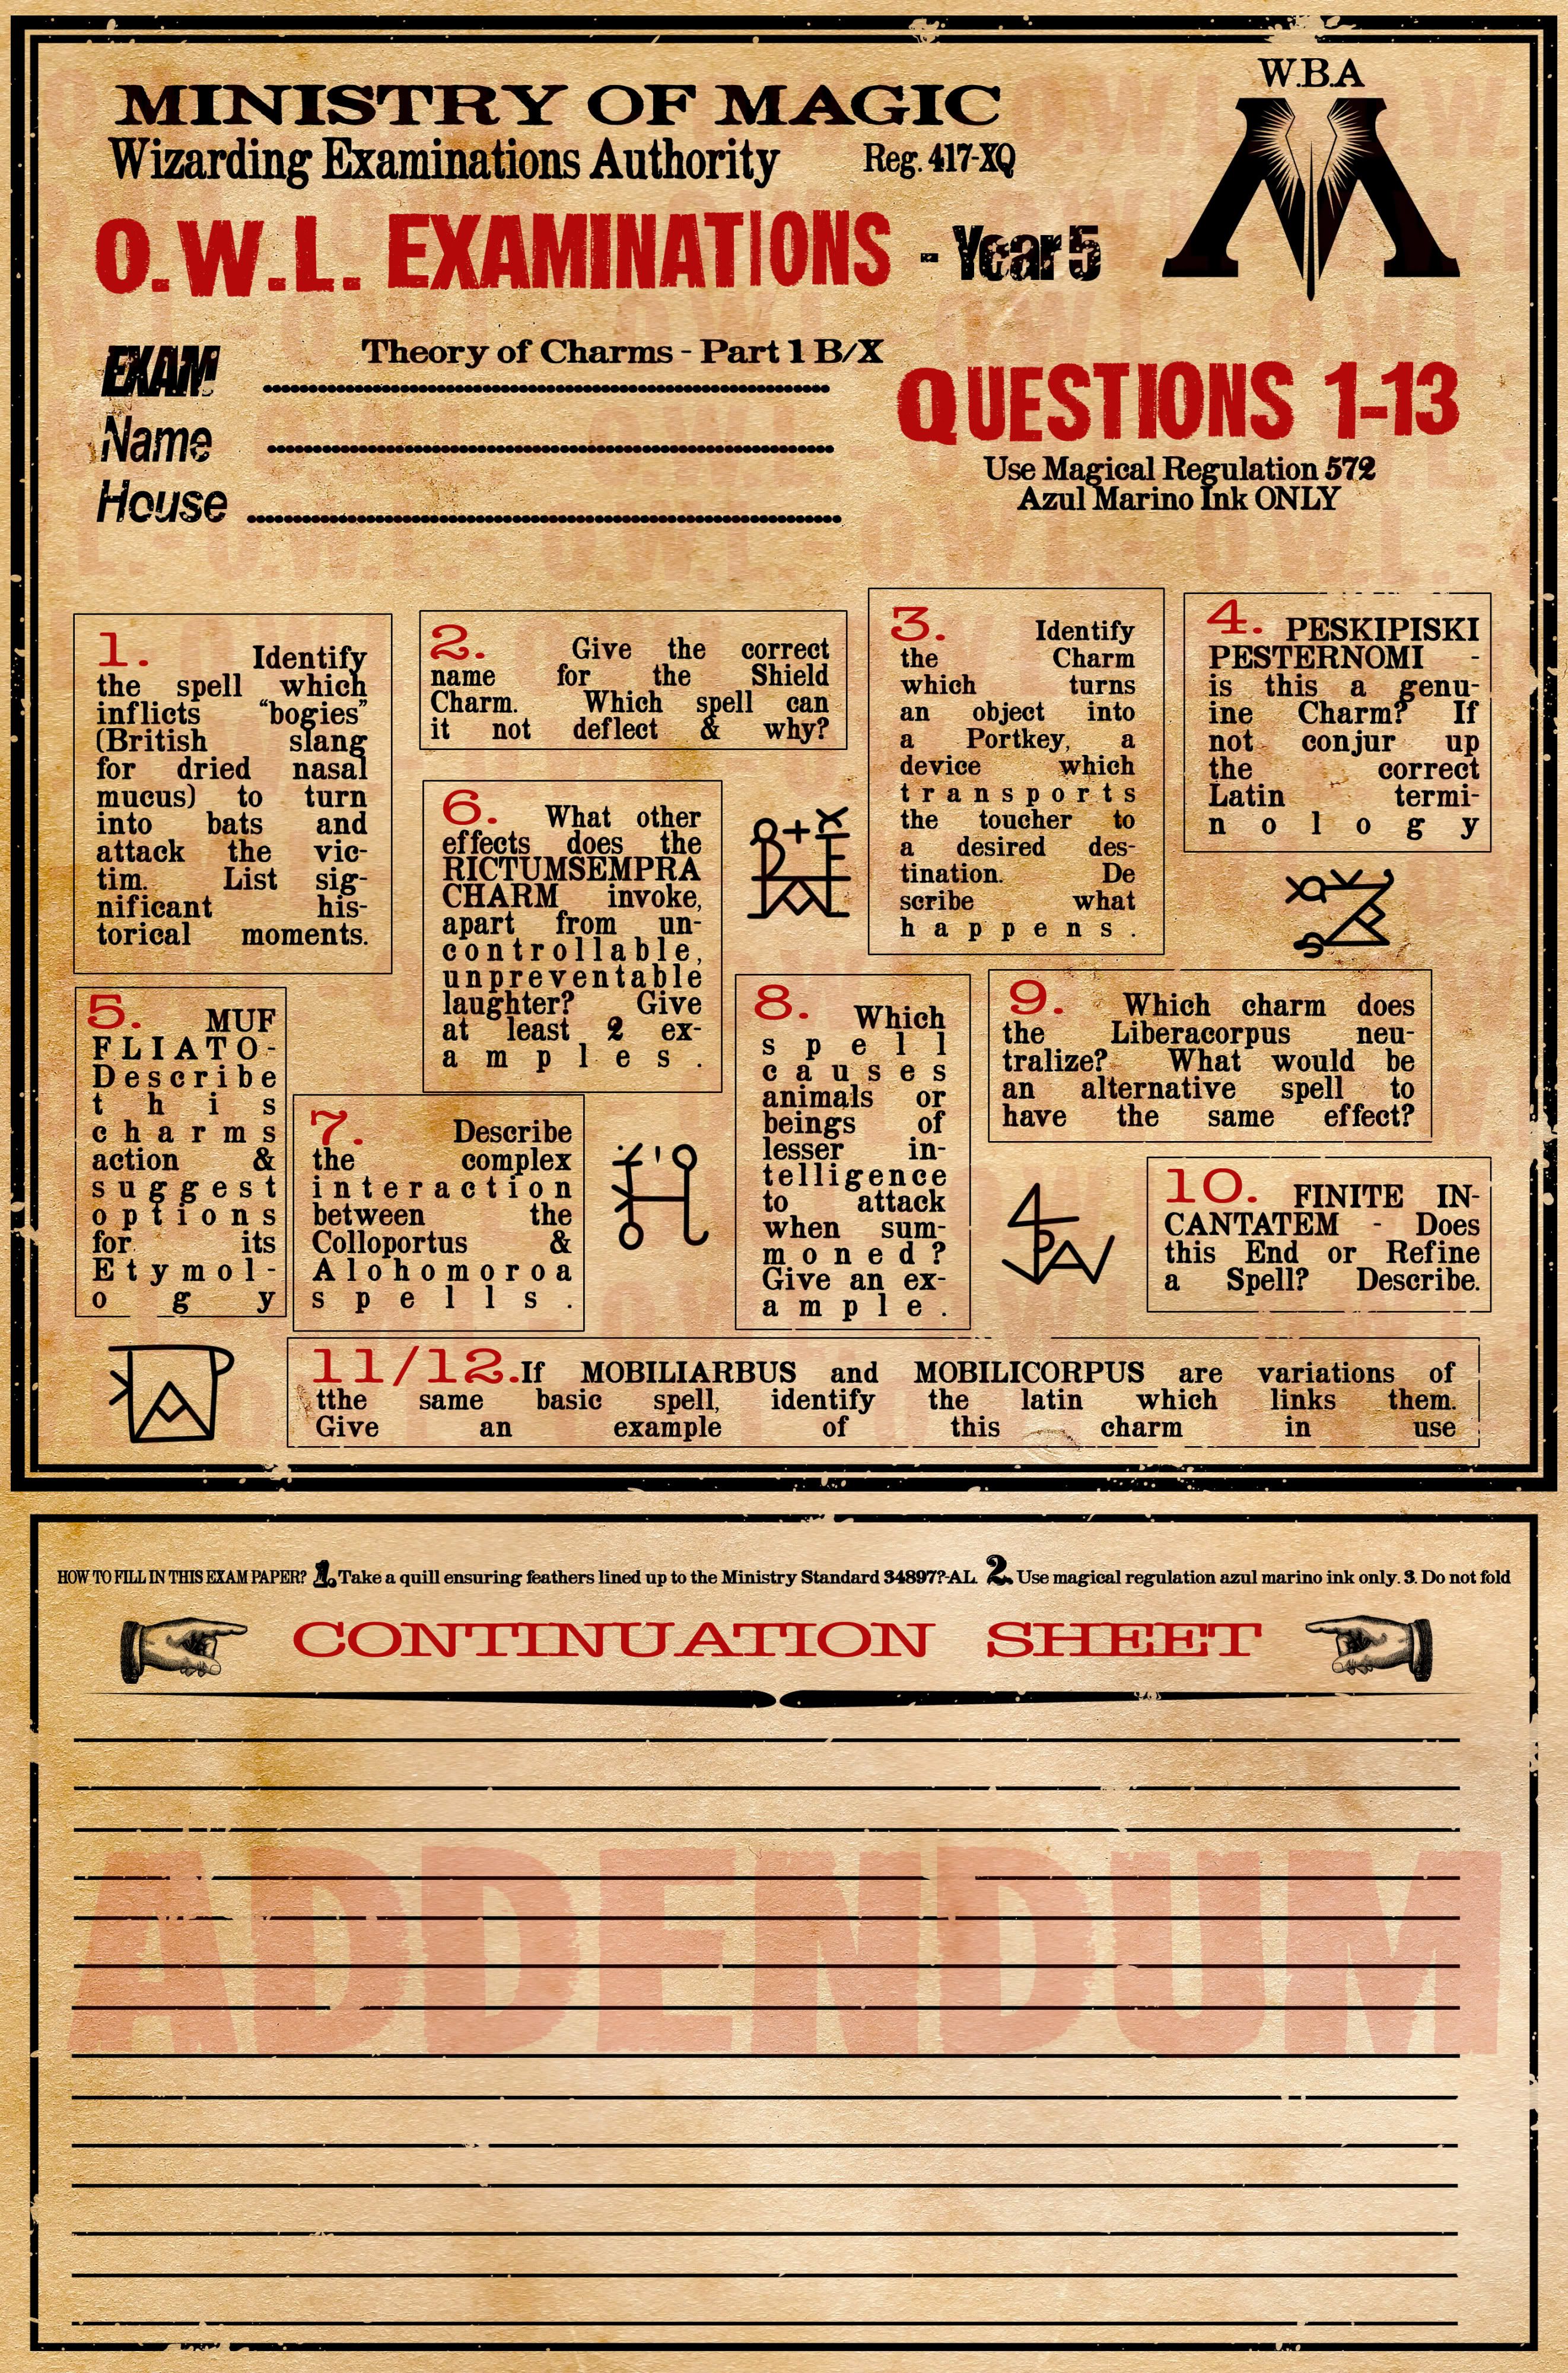 W.B.A
MINISTRY OF MAGIC
Wizarding Examinations Authority Reg. 417-XQ
O.W.L. EXAMINATIONS - Year 5
EXAM Theory of Charms - Part 1 B/X
Name
House
QUESTIONS 1-13
Use Magical Regulation 572
Azul Marino Ink ONLY
1. Identify
the spell which
inflicts “bogies”
(British slang
for dried nasal
mucus) to turn
into bats and
attack the vic-
tim. List sig-
nificant his-
torical moments.
2. Give the correct
name for the Shield
Charm. Which spell can
it not deflect & why?
3. Identify
the Charm
which turns
an object into
a Portkey, a
device which
transports
the toucher to
a desired des-
tination. De
scribe what
happens.
4. PESKIPISKI
PESTERNOMI -
is this a genu-
ine Charm? If
not conjur up
the correct
Latin termi-
nology
5. MUF
FLIATO-
Describe
this
charms
action &
suggest
options
for its
Etymol-
ogy
6. What other
effects does the
RICTUMSEMPRA
CHARM invoke,
apart from un-
controllable,
unpreventable
laughter? Give
at least 2 ex-
amples.
7. Describe
the complex
interaction
between the
Colloportus &
Alohomoroa
spells.
8. Which
spell
causes
animals or
beings of
lesser in-
telligence
to attack
when sum-
moned?
Give an ex-
ample.
9. Which charm does
the Liberacorpus neu-
tralize? What would be
an alternative spell to
have the same effect?
10. FINITE IN-
CANTATEM - Does
this End or Refine
a Spell? Describe.
11/12. If MOBILIARBUS and MOBILICORPUS are variations of
tthe same basic spell, identify the latin which links them.
Give an example of this charm in use
HOW TO FILL IN THIS EXAM PAPER? 1. Take a quill ensuring feathers lined up to the Ministry Standard 34897?-AL 2. Use magical regulation azul marino ink only. 3. Do not fold
CONTINUATION SHEET
ADDENDUM